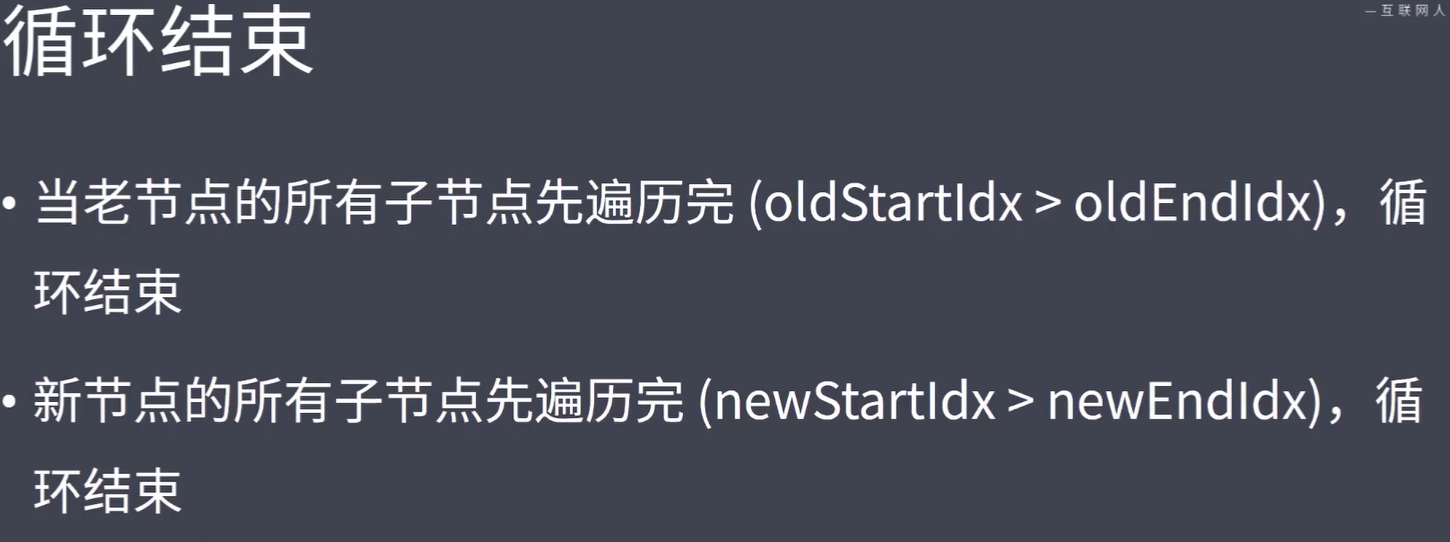 一互联网人
循环结束
• 当老节点的所有子节点先遍历完 (oldStartIdx > oldEndIdx)，循
环结束
• 新节点的所有子节点先遍历完 (newStartIdx > newEndIdx)，循
环结束